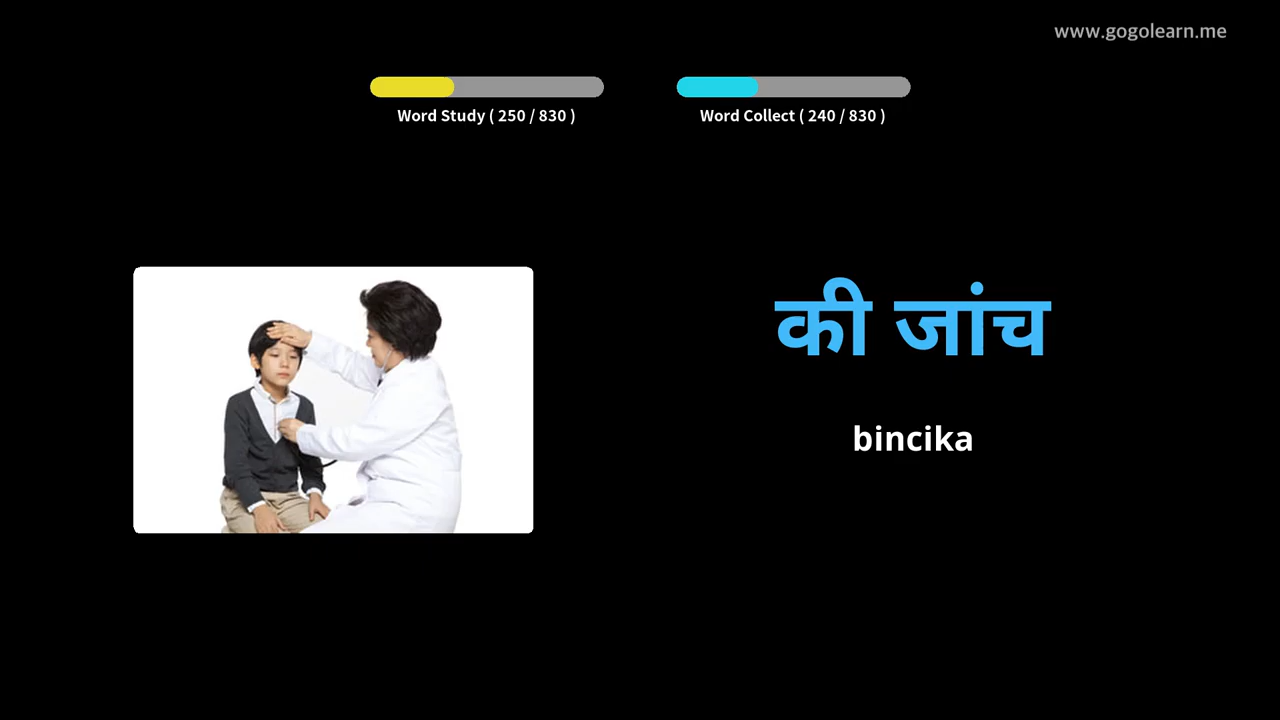 www.gogolearn.me
Word Study ( 250 / 830 )
Word Collect ( 240 / 830 )
की जांच
bincika